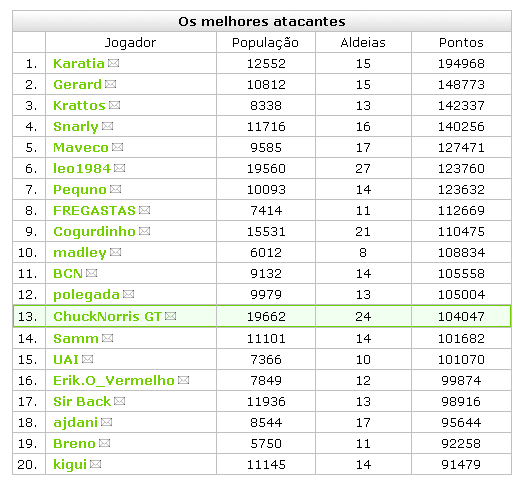 Os melhores atacantes
Jogador População Aldeias Pontos
1. Karatia 12552 15 194968
2. Gerard 10812 15 148773
3. Krattos 8338 13 142337
4. Snarly 11716 16 140256
5. Maveco 9585 17 127471
6. leo1984 19560 27 123760
7. Pequno 10093 14 123632
8. FREGASTAS 7414 11 112669
9. Cogurdinho 15531 21 110475
10. madley 6012 8 108834
11. BCN 9132 14 105558
12. polegada 9979 13 105004
13. ChuckNorris GT 19662 24 104047
14. Samm 11101 14 101682
15. UAI 7366 10 101070
16. Erik.O_Vermelho 7849 12 99874
17. Sir Back 11936 13 98916
18. ajdani 8544 17 95644
19. Breno 5750 11 92258
20. kigui 11145 14 91479